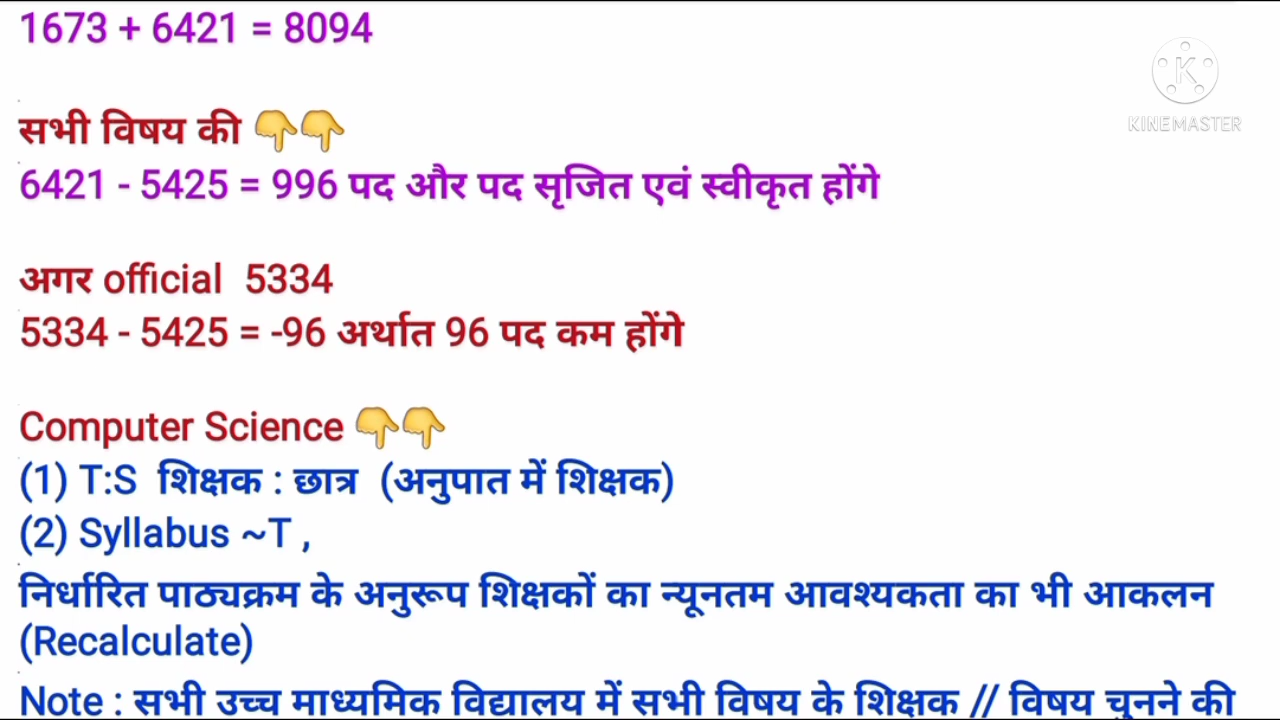 1673 + 6421 = 8094
KINEMASTER
सभी विषय की 👇👇
6421 - 5425 = 996 पद और पद सृजित एवं स्वीकृत होंगे
अगर official 5334
5334 - 5425 = -96 अर्थात 96 पद कम होंगे
Computer Science 👇👇
(1) T:S शिक्षक : छात्र (अनुपात में शिक्षक)
(2) Syllabus ~T ,
निर्धारित पाठ्यक्रम के अनुरूप शिक्षकों का न्यूनतम आवश्यकता का भी आकलन
(Recalculate)
Note : सभी उच्च माध्यमिक विद्यालय में सभी विषय के शिक्षक // विषय चुनने की